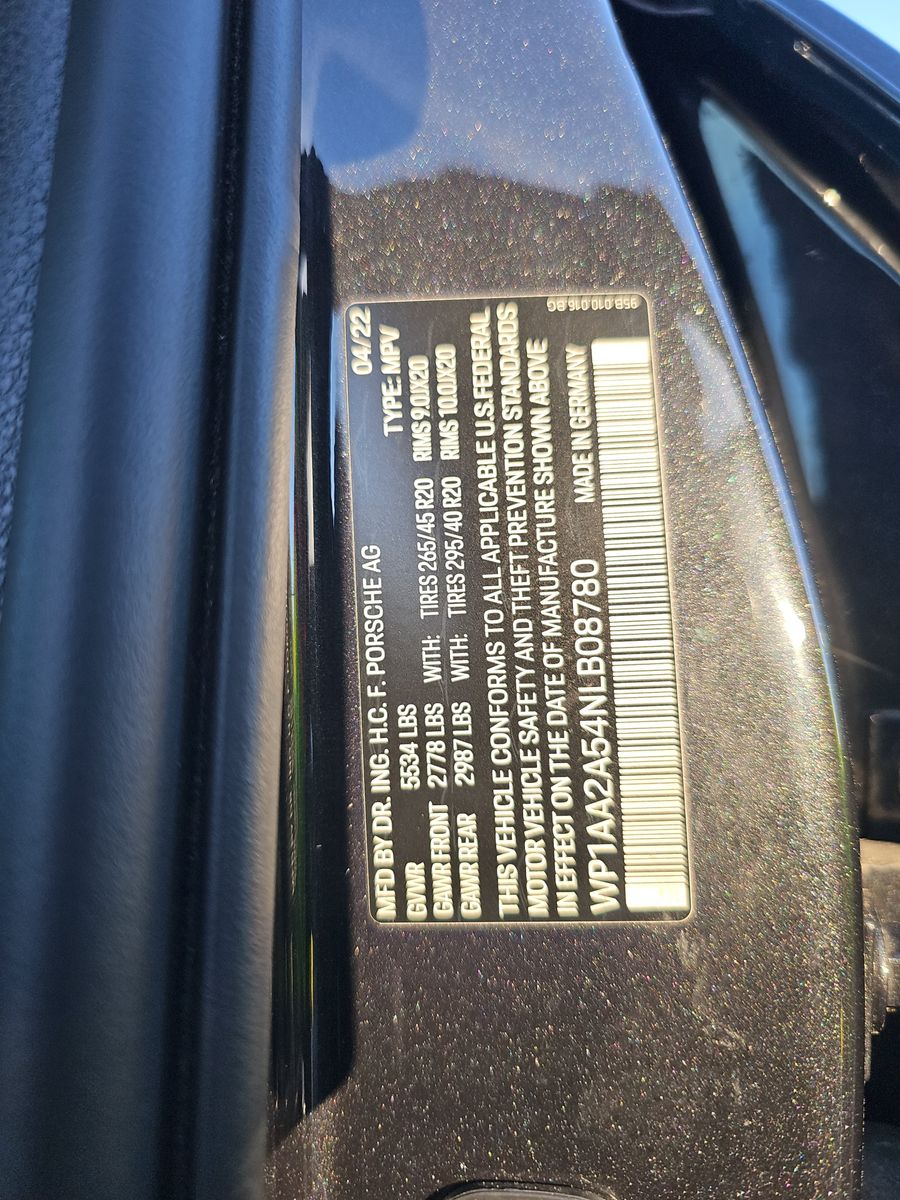 MFD BY DR. ING. H.C. F. PORSCHE AG 04/22
GVWR 5534 LBS TYPE: MPV
GAWR FRONT 2778 LBS WITH: TIRES 265/45 R20 RIMS 9.0JX20
GAWR REAR 2987 LBS WITH: TIRES 295/40 R20 RIMS 10.0JX20
THIS VEHICLE CONFORMS TO ALL APPLICABLE U.S. FEDERAL
MOTOR VEHICLE SAFETY AND THEFT PREVENTION STANDARDS
IN EFFECT ON THE DATE OF MANUFACTURE SHOWN ABOVE
WP1AA2A54NLB08780 MADE IN GERMANY
95B.010.016.BG